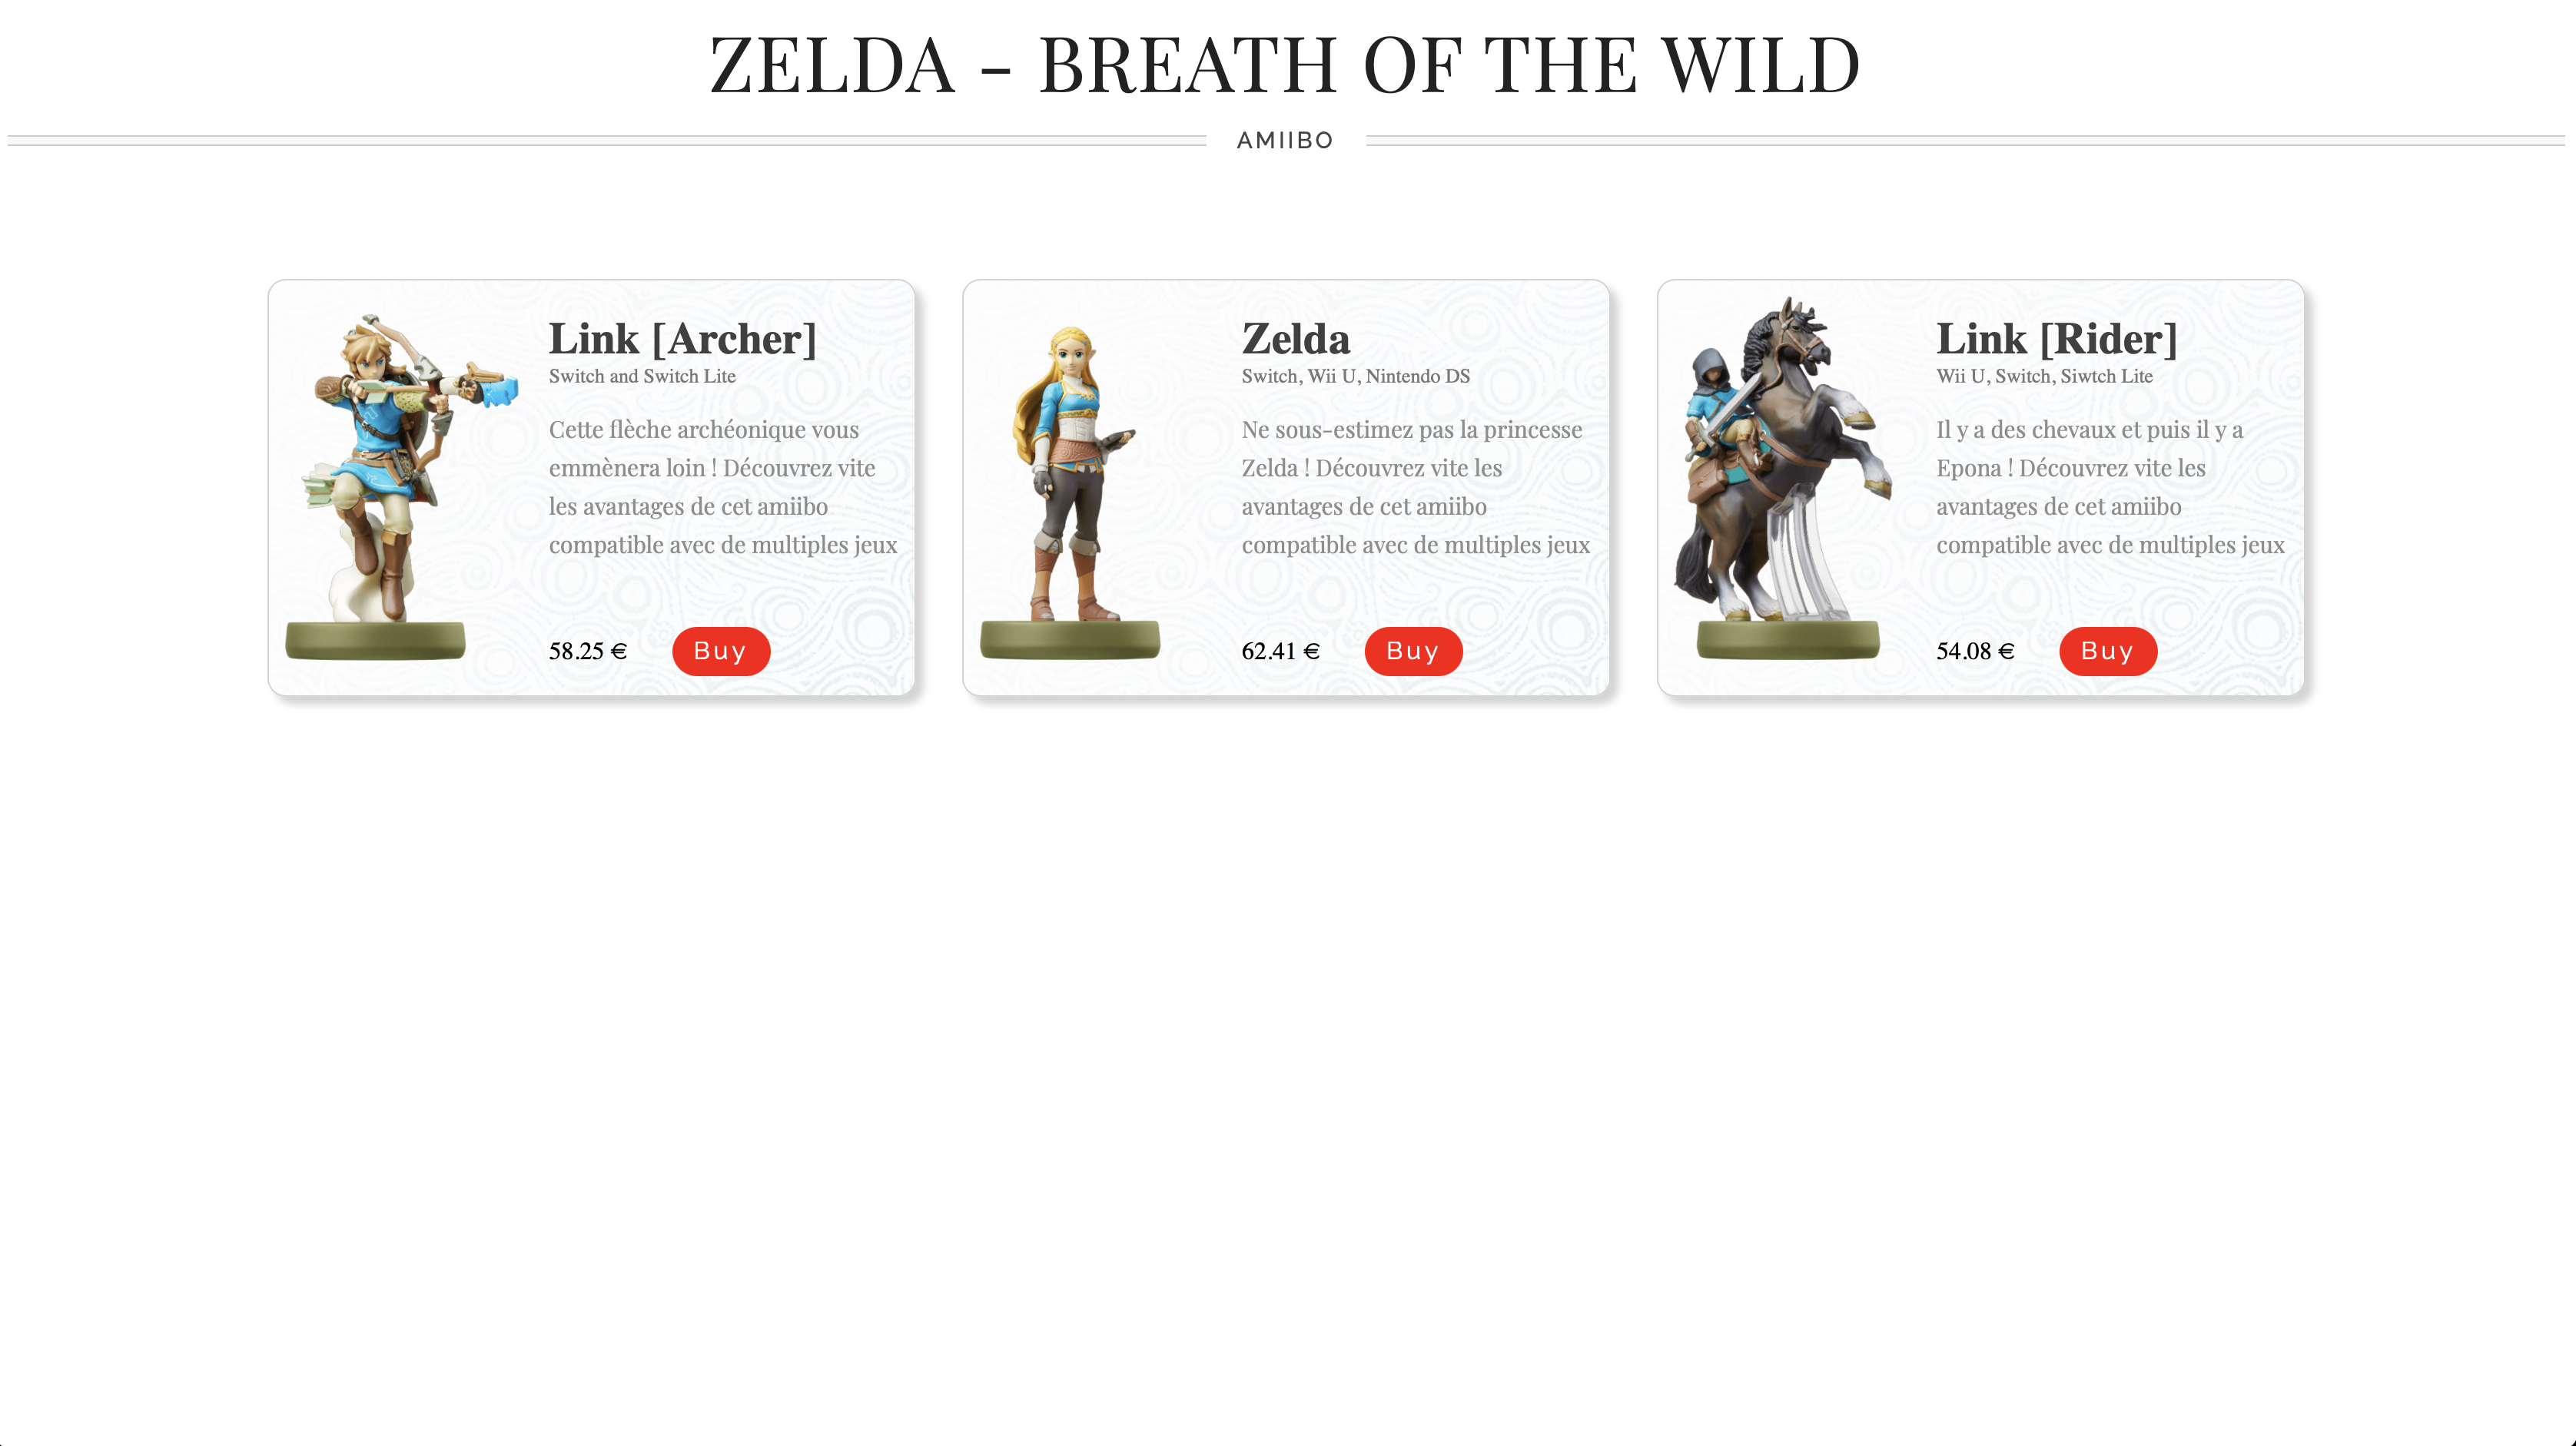 ZELDA – BREATH OF THE WILD
AMIIBO
Link [Archer]
Switch and Switch Lite
Cette flèche archéonique vous
emmènera loin ! Découvrez vite
les avantages de cet amiibo
compatible avec de multiples jeux
58.25 €
Buy
Zelda
Switch, Wii U, Nintendo DS
Ne sous-estimez pas la princesse
Zelda ! Découvrez vite les
avantages de cet amiibo
compatible avec de multiples jeux
62.41 €
Buy
Link [Rider]
Wii U, Switch, Siwtch Lite
Il y a des chevaux et puis il y a
Epona ! Découvrez vite les
avantages de cet amiibo
compatible avec de multiples jeux
54.08 €
Buy